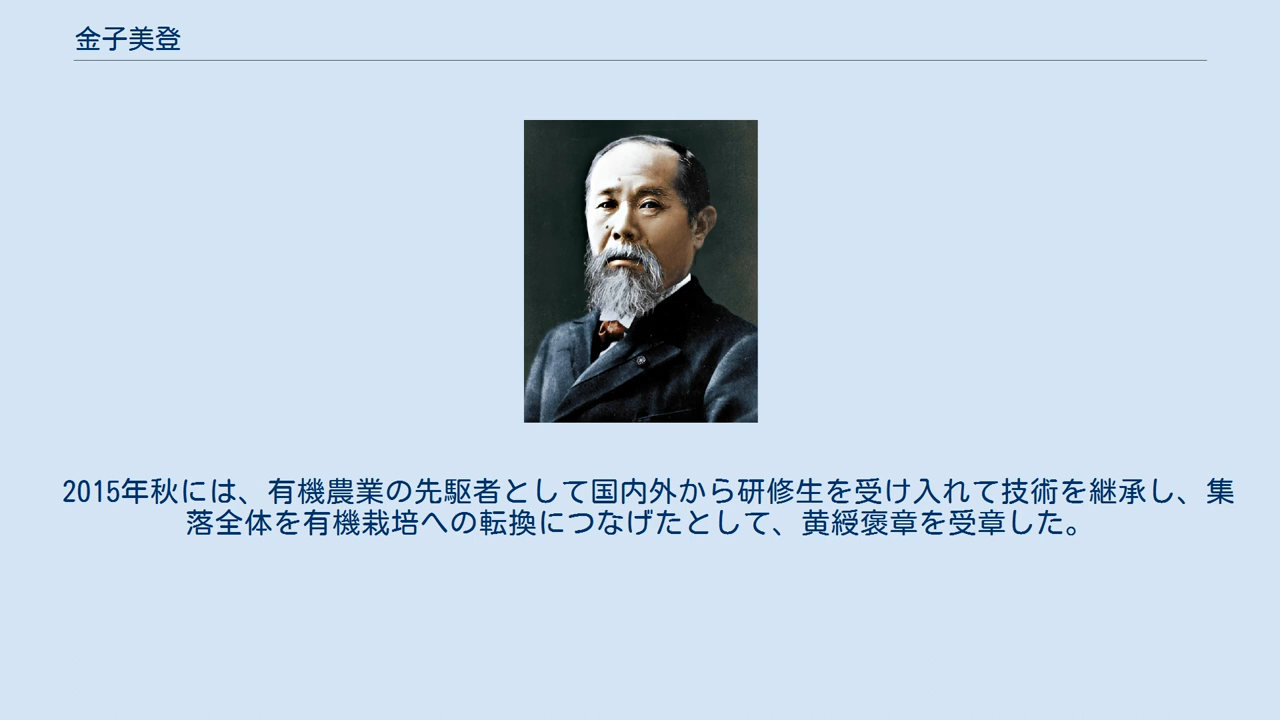 金子美登
2015年秋には、有機農業の先駆者として国内外から研修生を受け入れて技術を継承し、集
落全体を有機栽培への転換につなげたとして、黄綬褒章を受章した。